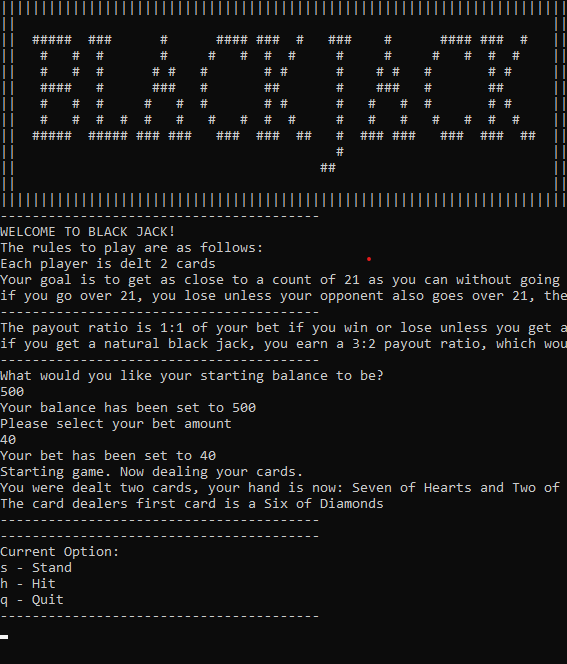 BLACKJACK
----------------------------------------
WELCOME TO BLACK JACK!
The rules to play are as follows:
Each player is delt 2 cards
Your goal is to get as close to a count of 21 as you can without going
if you go over 21, you lose unless your opponent also goes over 21, the
----------------------------------------
The payout ratio is 1:1 of your bet if you win or lose unless you get a
if you get a natural black jack, you earn a 3:2 payout ratio, which wou
----------------------------------------
What would you like your starting balance to be?
500
Your balance has been set to 500
Please select your bet amount
40
Your bet has been set to 40
Starting game. Now dealing your cards.
You were dealt two cards, your hand is now: Seven of Hearts and Two of
The card dealers first card is a Six of Diamonds
----------------------------------------
----------------------------------------
Current Option:
s - Stand
h - Hit
q - Quit
----------------------------------------